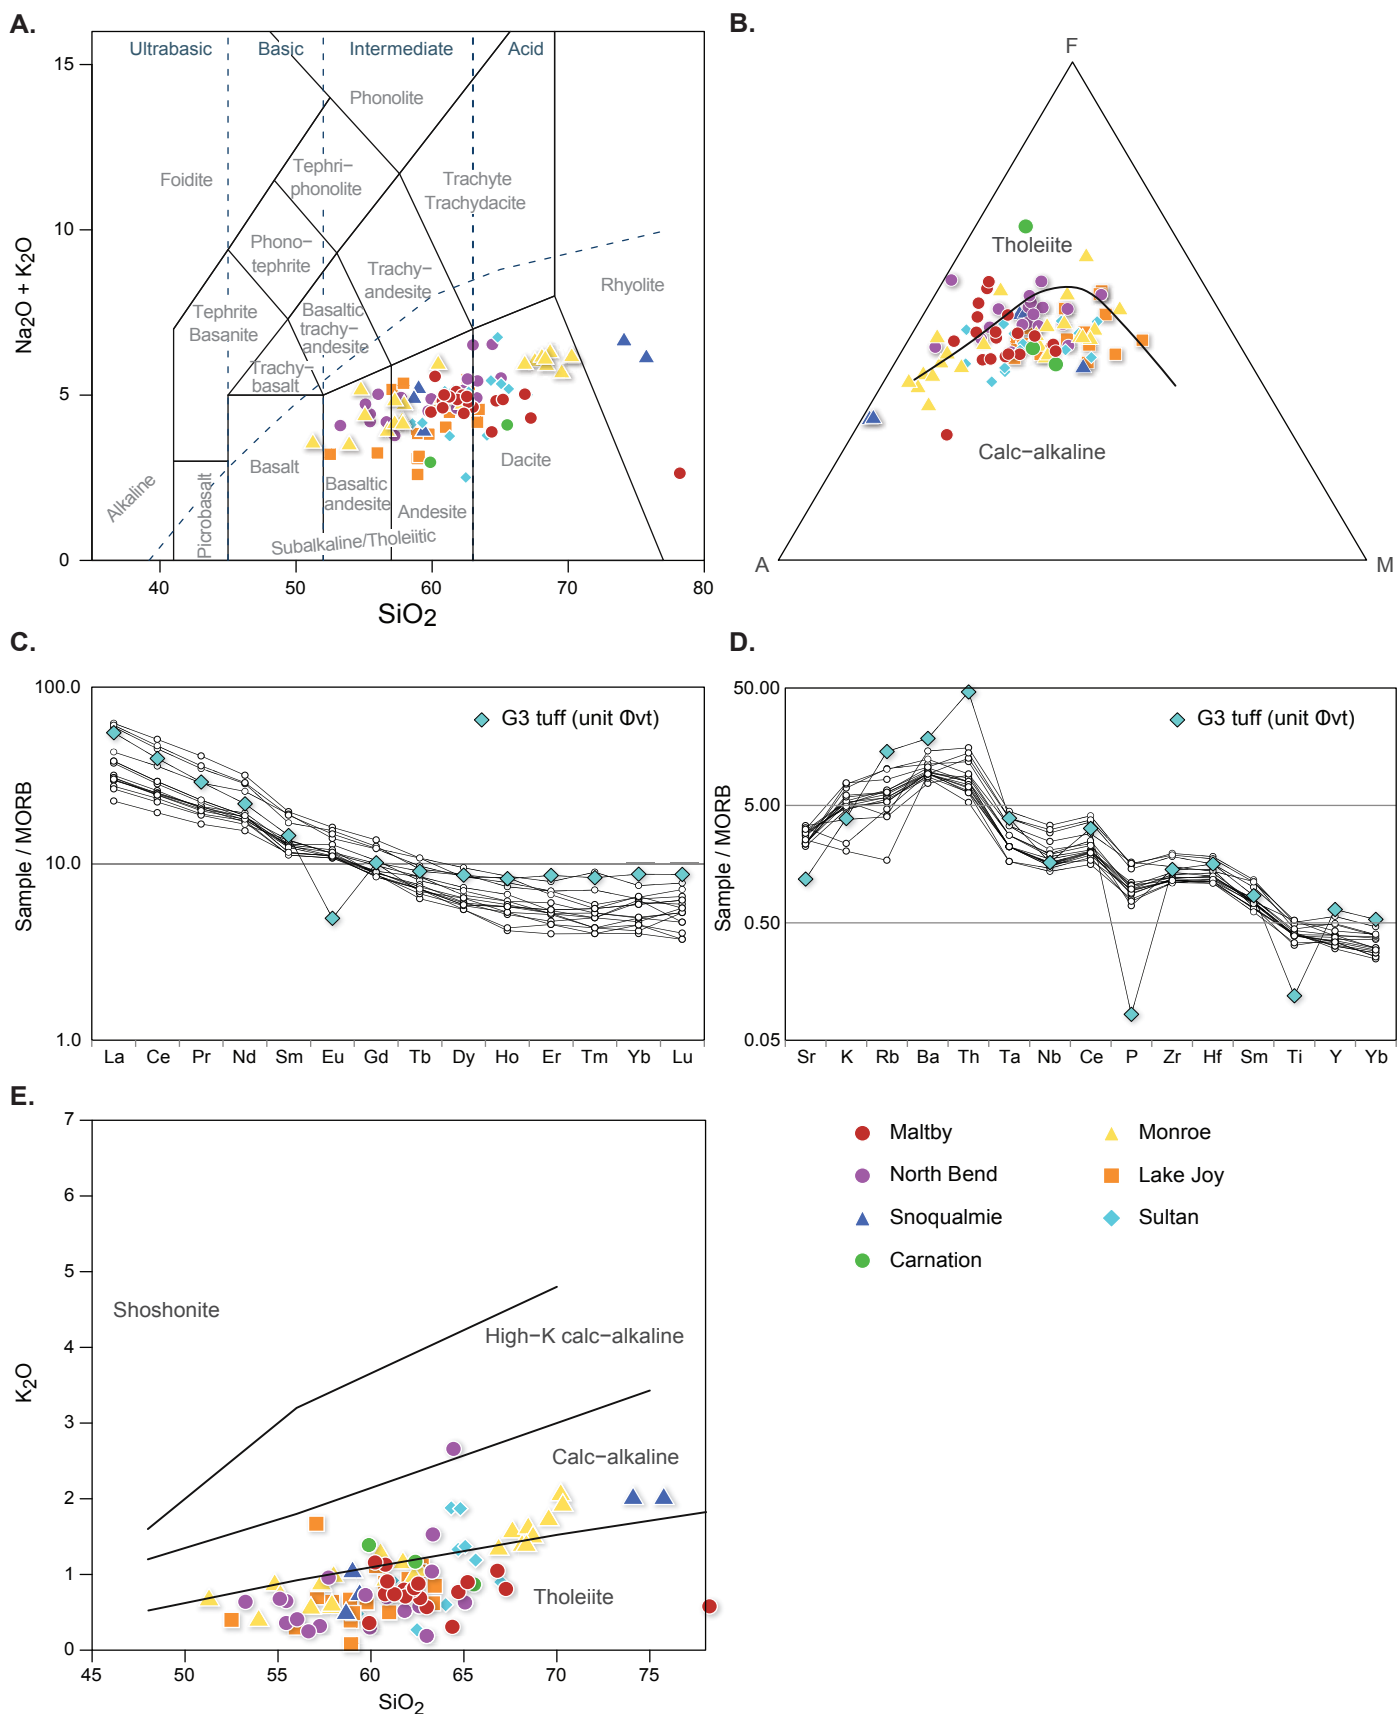 A.
Ultrabasic Basic Intermediate Acid
Phonolite
Foidite
Tephri−
phonolite
Trachyte
Trachydacite
Phono−
tephrite
Trachy−
andesite
Rhyolite
Tephrite
Basanite
Basaltic
trachy−
andesite
Trachy−
basalt
Basalt
Dacite
Alkaline
Picrobasalt
Basaltic
andesite
Andesite
Subalkaline/Tholeiitic
15
10
5
0
Na2O + K2O
40 50 60 70 80
SiO2
B.
F
Tholeiite
Calc−alkaline
A
M
C.
100.0
10.0
1.0
Sample / MORB
G3 tuff (unit Φvt)
La Ce Pr Nd Sm Eu Gd Tb Dy Ho Er Tm Yb Lu
D.
50.00
5.00
0.50
0.05
Sample / MORB
G3 tuff (unit Φvt)
Sr K Rb Ba Th Ta Nb Ce P Zr Hf Sm Ti Y Yb
E.
7
6
5
4
3
2
1
0
K2O
Shoshonite
High−K calc−alkaline
Calc−alkaline
Tholeiite
45 50 55 60 65 70 75
SiO2
Maltby
Monroe
North Bend
Lake Joy
Snoqualmie
Sultan
Carnation